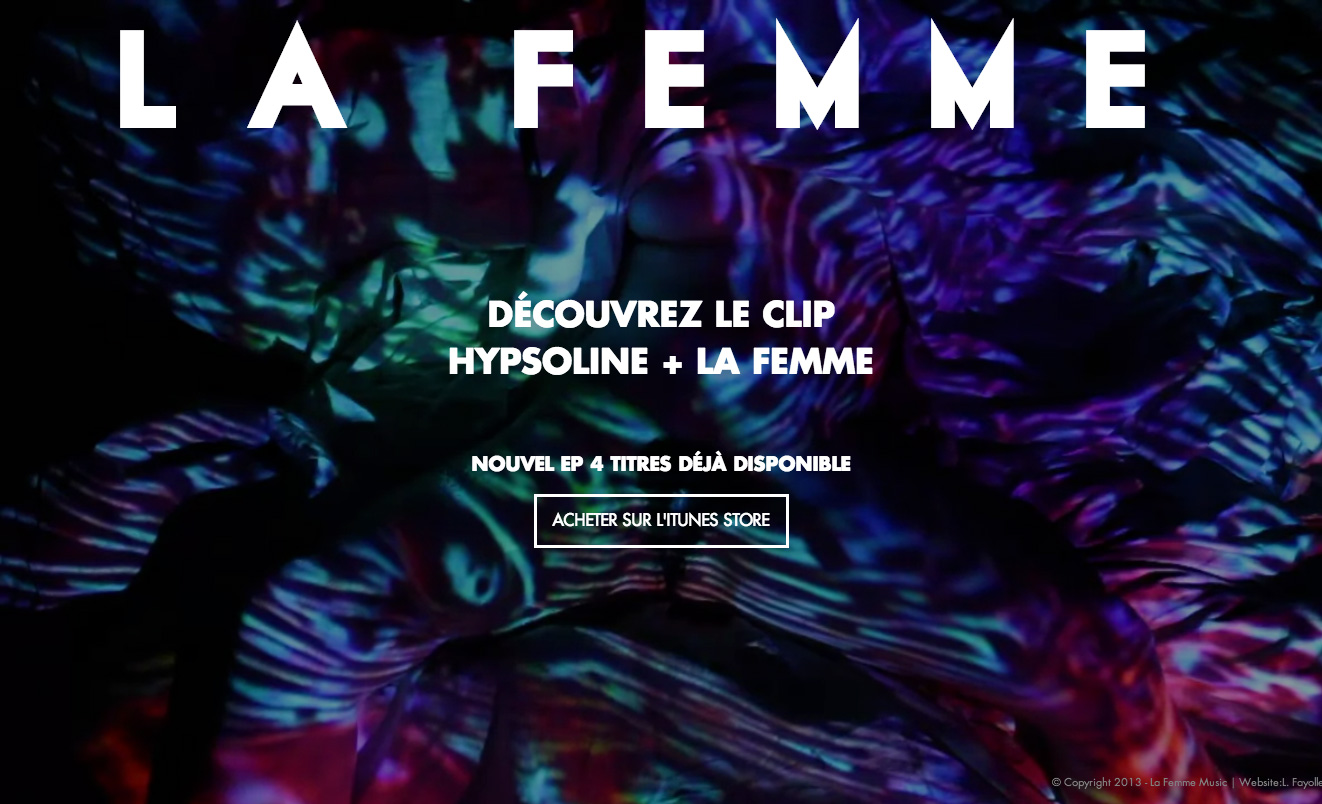 LA FEMME
DÉCOUVREZ LE CLIP
HYPSOLINE + LA FEMME
NOUVEL EP 4 TITRES DÉJÀ DISPONIBLE
ACHETER SUR L'ITUNES STORE
© Copyright 2013 - La Femme Music | Website:L. Fayolle